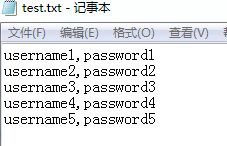 test.txt - 记事本
文件(F) 编辑(E) 格式(O) 查看(V) 帮
username1,password1
username2,password2
username3,password3
username4,password4
username5,password5